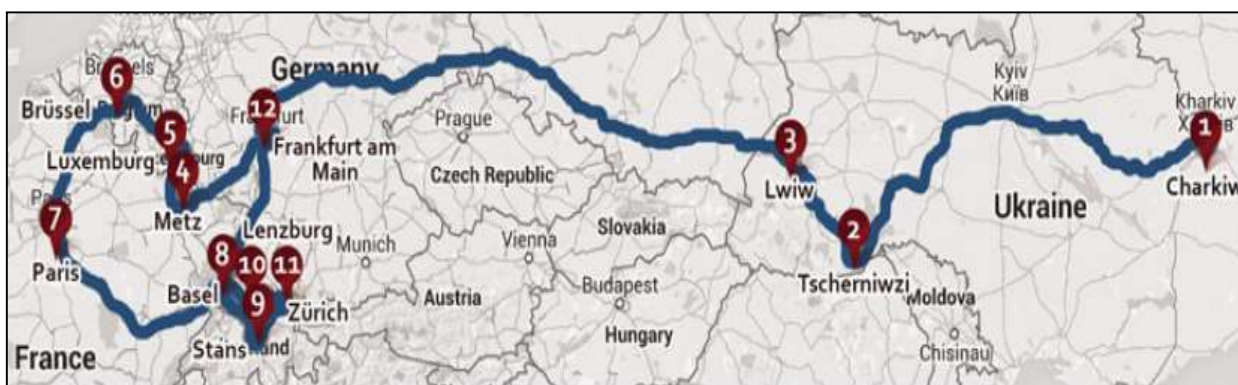 Germany
Brussels
6
Brüssel
5
Luxemburg
4
Metz
12
Frankfurt am
Main
Prague
Czech Republic
3
Lwiw
Kyiv
Київ
Kharkiv
1
Charkiw
Ukraine
2
Tscherniwzi
7
Paris
France
Lenzburg
8
10
11
Basel
9
Zürich
Stans
Munich
Vienna
Austria
Slovakia
Budapest
Hungary
Moldova
Chisinau